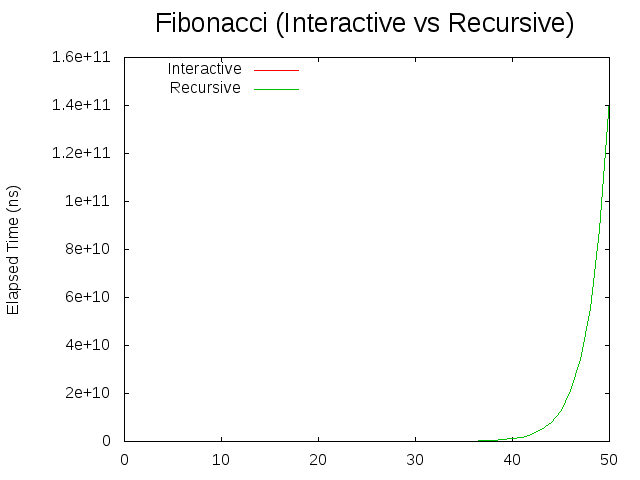 Fibonacci (Interactive vs Recursive)
1.6e+11
Interactive
Recursive
1.4e+11
1.2e+11
1e+11
8e+10
6e+10
4e+10
2e+10
0
Elapsed Time (ns)
0 10 20 30 40 50